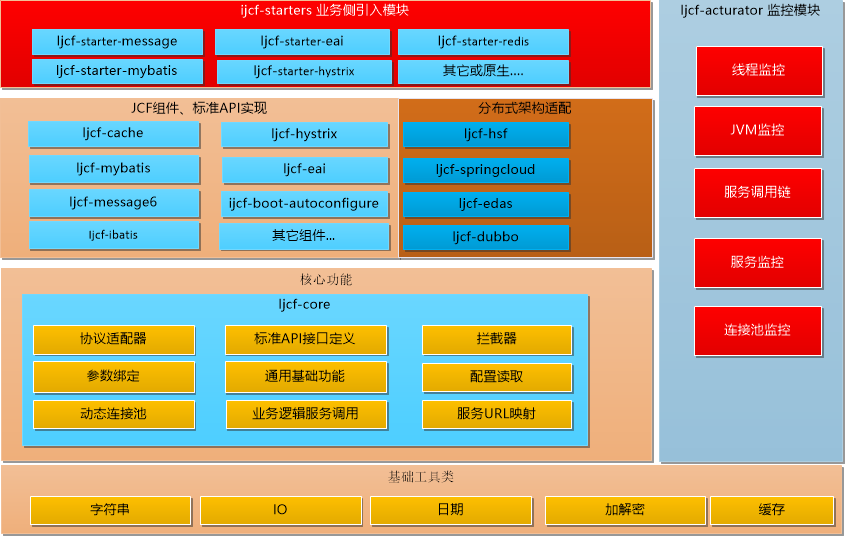 ijcf-starters 业务侧引入模块
ljcf-starter-message
ljcf-starter-eai
ljcf-starter-redis
ljcf-starter-mybatis
ljcf-starter-hystrix
其它或原生....
JCF组件、标准API实现
ljcf-cache
ljcf-hystrix
ljcf-mybatis
ljcf-eai
ljcf-message6
ijcf-boot-autoconfigure
ljcf-ibatis
其它组件...
分布式架构适配
ljcf-hsf
ljcf-springcloud
ljcf-edas
ljcf-dubbo
核心功能
ljcf-core
协议适配器
标准API接口定义
拦截器
参数绑定
通用基础功能
配置读取
动态连接池
业务逻辑服务调用
服务URL映射
ljcf-acturator 监控模块
线程监控
JVM监控
服务调用链
服务监控
连接池监控
基础工具类
字符串
IO
日期
加解密
缓存